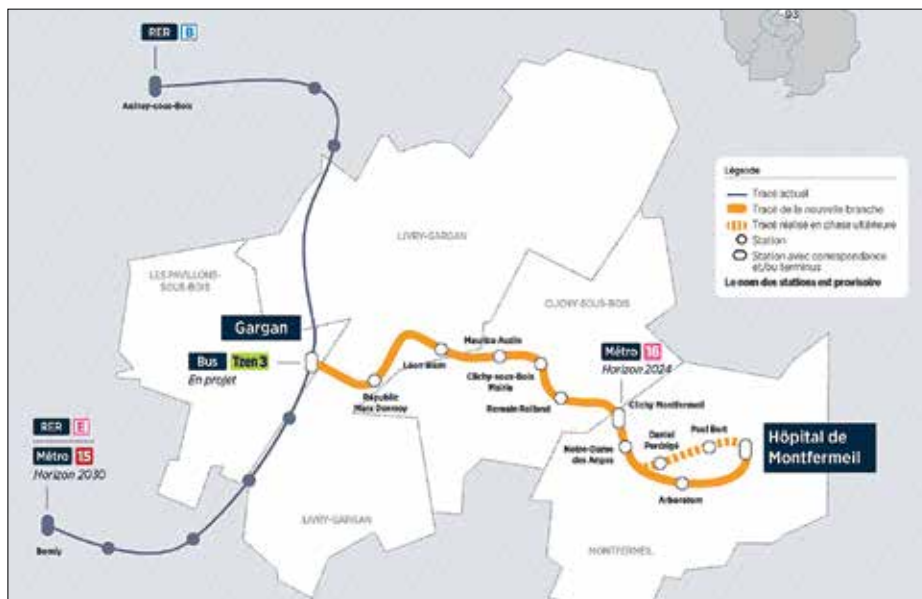 93
RER B
Aulnay-sous-Bois
Légende
Tracé actuel
Tracé de la nouvelle branche
Tracé réalisé en phase ultérieure
Station
Station avec correspondance
et/ou terminus
Le nom des stations est provisoire
LIVRY-GARGAN
LES PAVILLONS-
SOUS-BOIS
CLICHY-SOUS-BOIS
Gargan
Bus Tzen 3
En projet
Maurice Audin
Léon Blum
Clichy-sous-Bois
Mairie
République
Marx Dormoy
Romain Rolland
Métro 16
Horizon 2024
Clichy Montfermeil
Notre-Dame
des Anges
Daniel
Perdrigé
Paul Bert
Hôpital de
Montfermeil
Arboretum
RER E
Métro 15
Horizon 2030
Bondy
LIVRY-GARGAN
MONTFERMEIL